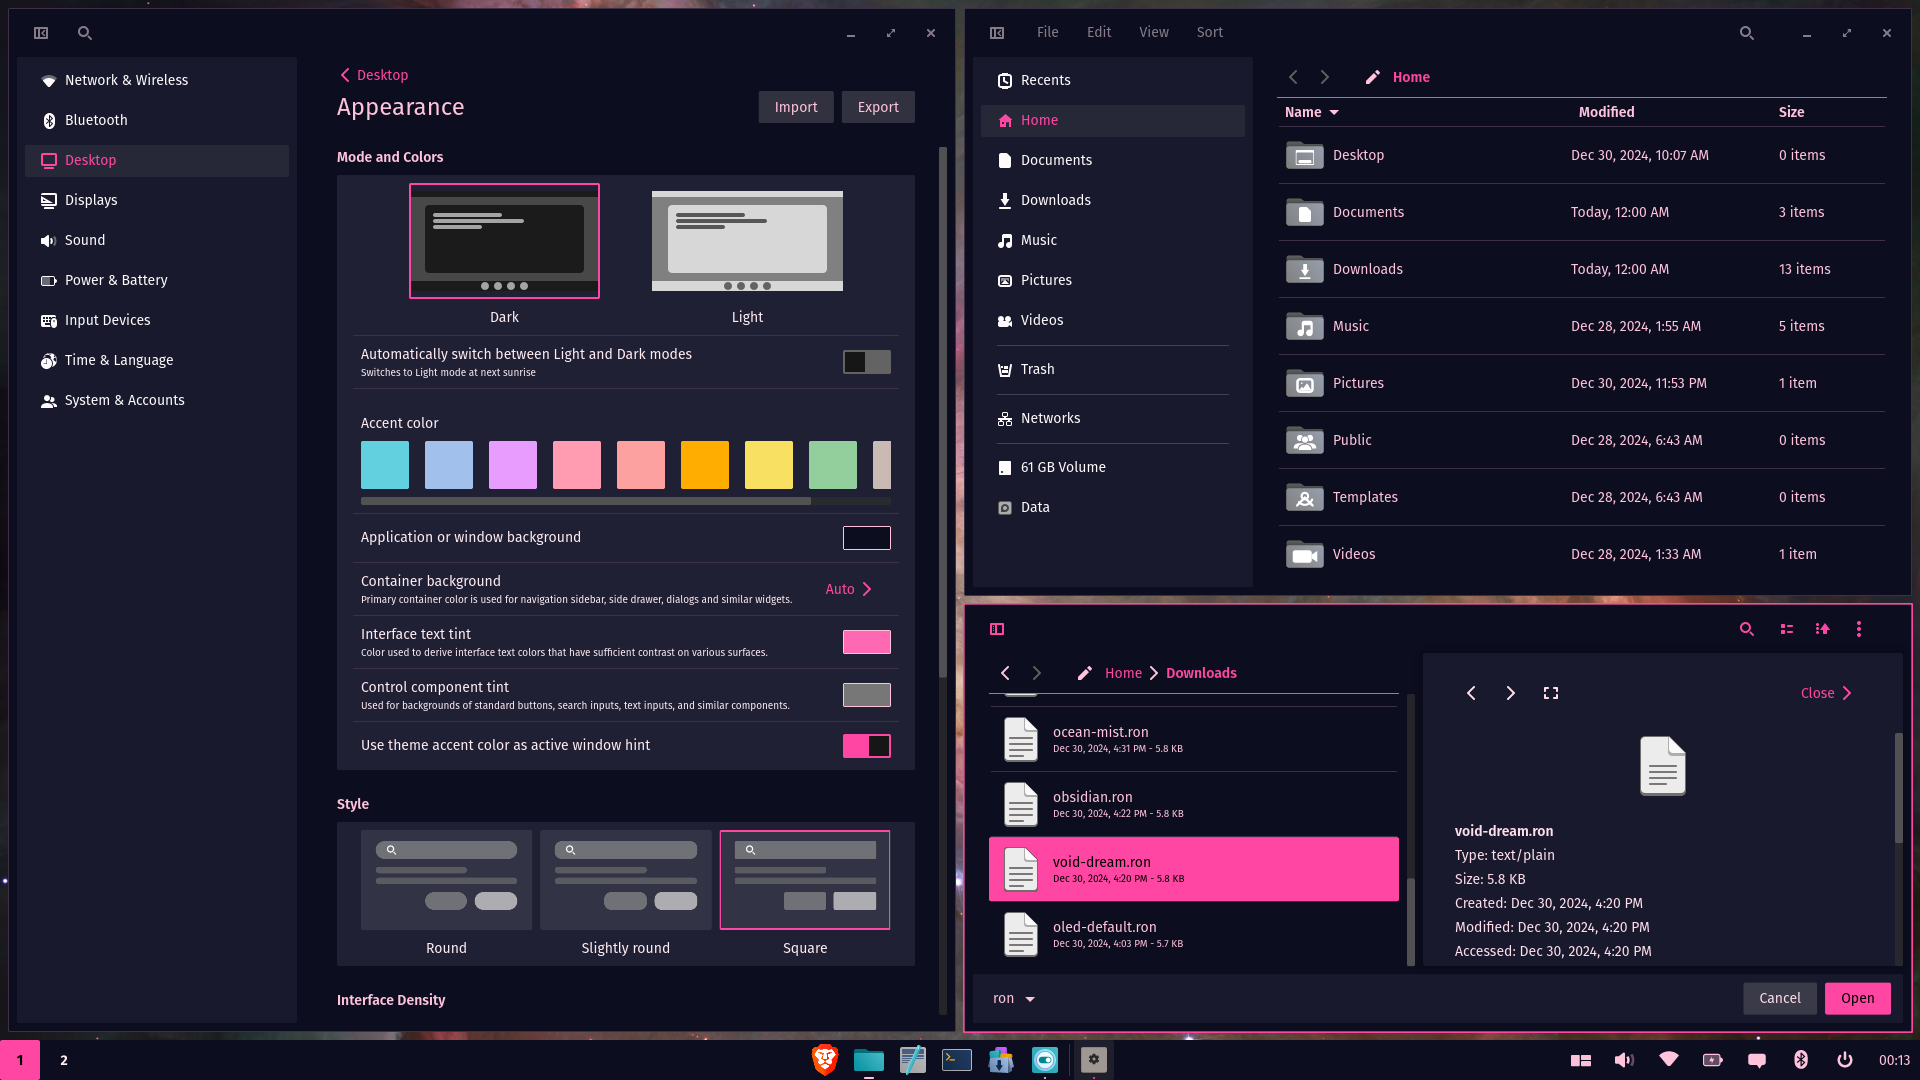 Network & Wireless
Bluetooth
Desktop
Displays
Sound
Power & Battery
Input Devices
Time & Language
System & Accounts
Desktop
Appearance
Import
Export
Mode and Colors
Dark
Light
Automatically switch between Light and Dark modes
Switches to Light mode at next sunrise
Accent color
Application or window background
Container background
Auto
Primary container color is used for navigation sidebar, side drawer, dialogs and similar widgets.
Interface text tint
Color used to derive interface text colors that have sufficient contrast on various surfaces.
Control component tint
Used for backgrounds of standard buttons, search inputs, text inputs, and similar components.
Use theme accent color as active window hint
Style
Round
Slightly round
Square
Interface Density
File Edit View Sort
Recents
Home
Documents
Downloads
Music
Pictures
Videos
Trash
Networks
61 GB Volume
Data
Home
Name Modified Size
Desktop Dec 30, 2024, 10:07 AM 0 items
Documents Today, 12:00 AM 3 items
Downloads Today, 12:00 AM 13 items
Music Dec 28, 2024, 1:55 AM 5 items
Pictures Dec 30, 2024, 11:53 PM 1 item
Public Dec 28, 2024, 6:43 AM 0 items
Templates Dec 28, 2024, 6:43 AM 0 items
Videos Dec 28, 2024, 1:33 AM 1 item
Home Downloads
ocean-mist.ron
Dec 30, 2024, 4:31 PM - 5.8 KB
obsidian.ron
Dec 30, 2024, 4:22 PM - 5.8 KB
void-dream.ron
Dec 30, 2024, 4:20 PM - 5.8 KB
oled-default.ron
Dec 30, 2024, 4:03 PM - 5.7 KB
Close
void-dream.ron
Type: text/plain
Size: 5.8 KB
Created: Dec 30, 2024, 4:20 PM
Modified: Dec 30, 2024, 4:20 PM
Accessed: Dec 30, 2024, 4:20 PM
ron
Cancel
Open
1 2
00:13